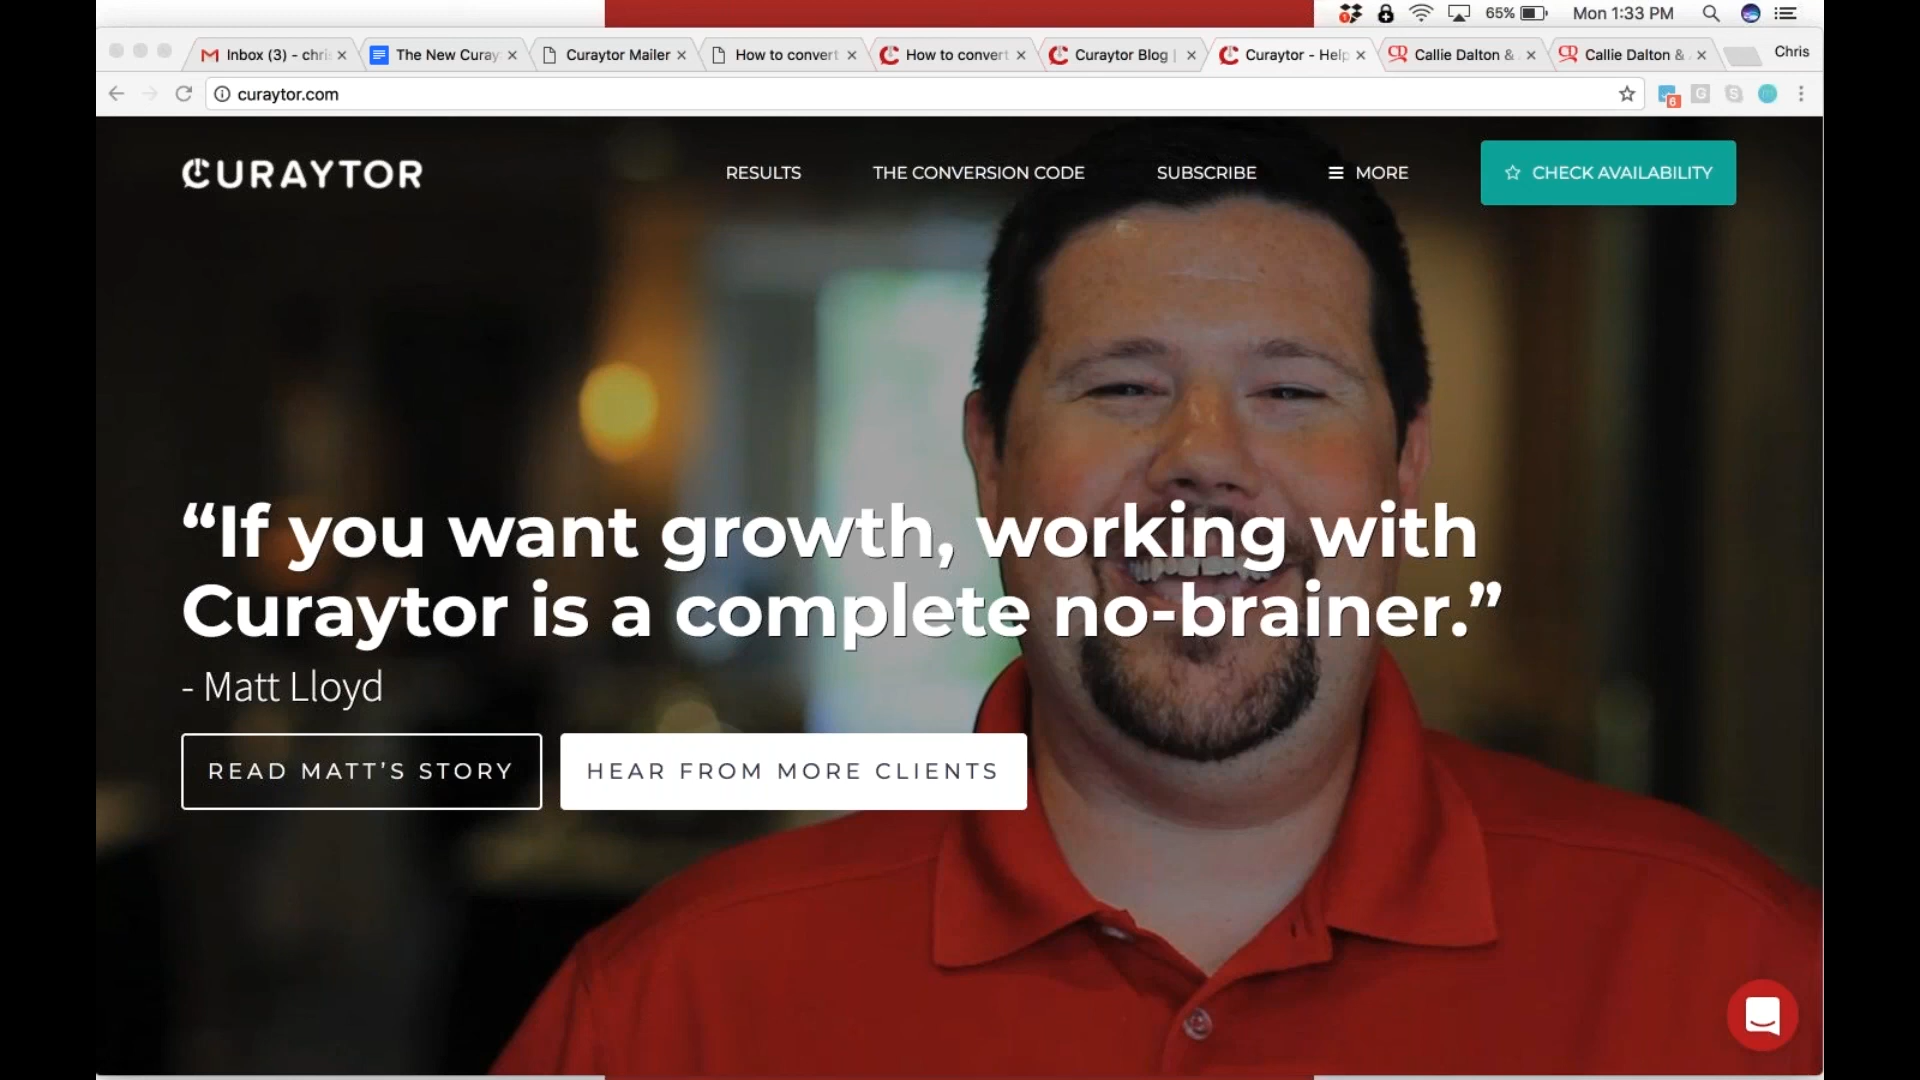 65% Mon 1:33 PM
Inbox (3) - chris
The New Curay
Curaytor Mailer
How to convert
How to convert
Curaytor Blog |
Curaytor - Help
Callie Dalton &
Callie Dalton &
Chris
curaytor.com
6
G
S
CURAYTOR
RESULTS
THE CONVERSION CODE
SUBSCRIBE
MORE
CHECK AVAILABILITY
“If you want growth, working with
Curaytor is a complete no-brainer.”
- Matt Lloyd
READ MATT’S STORY
HEAR FROM MORE CLIENTS